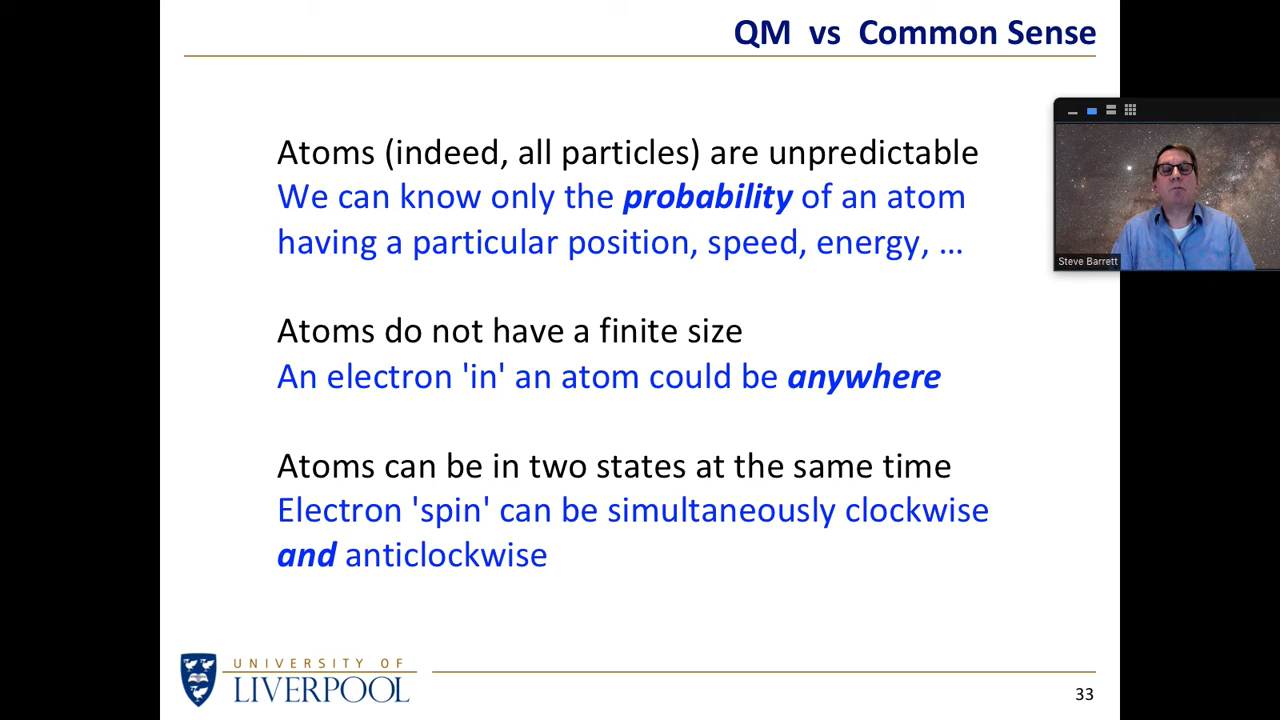 QM vs Common Sense
Atoms (indeed, all particles) are unpredictable
We can know only the probability of an atom
having a particular position, speed, energy, ...
Atoms do not have a finite size
An electron 'in' an atom could be anywhere
Atoms can be in two states at the same time
Electron 'spin' can be simultaneously clockwise
and anticlockwise
Steve Barrett
UNIVERSITY OF
LIVERPOOL
33